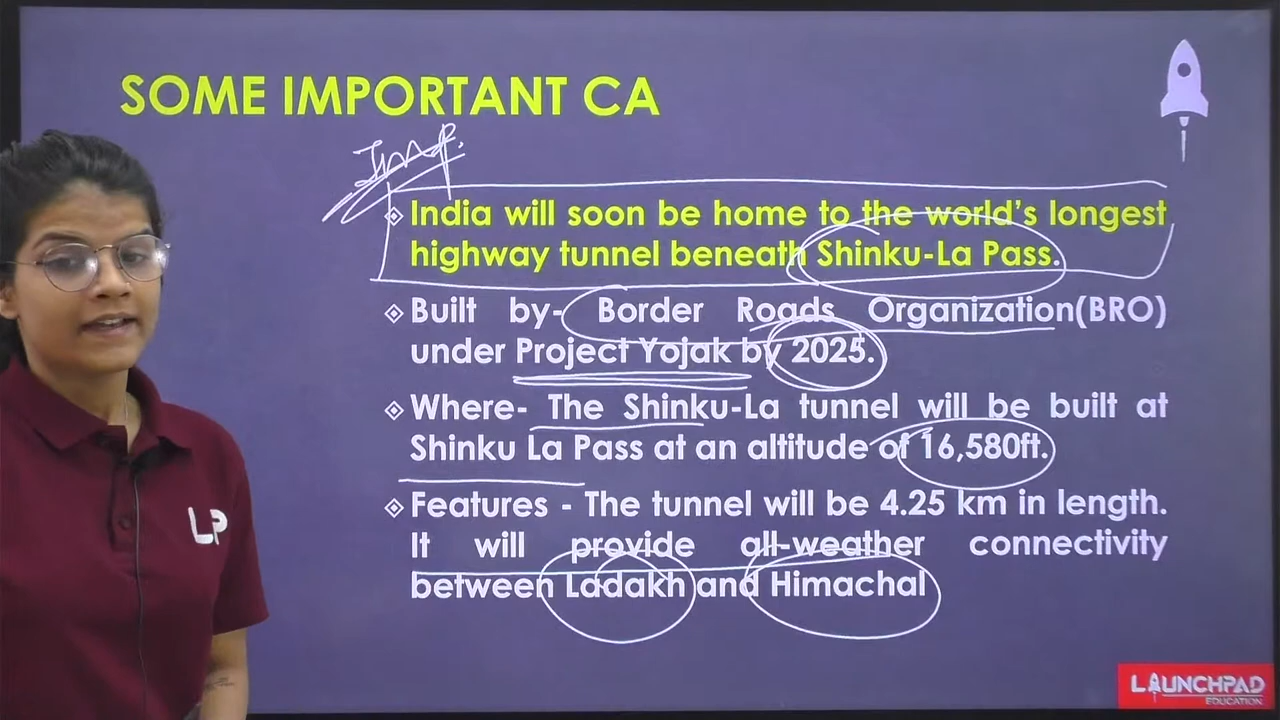 SOME IMPORTANT CA
Imp.
India will soon be home to the world's longest
highway tunnel beneath Shinku-La Pass.
Built by- Border Roads Organization(BRO)
under Project Yojak by 2025.
Where- The Shinku-La tunnel will be built at
Shinku La Pass at an altitude of 16,580ft.
Features - The tunnel will be 4.25 km in length.
It will provide all-weather connectivity
between Ladakh and Himachal
LP
LAUNCHPAD
EDUCATION